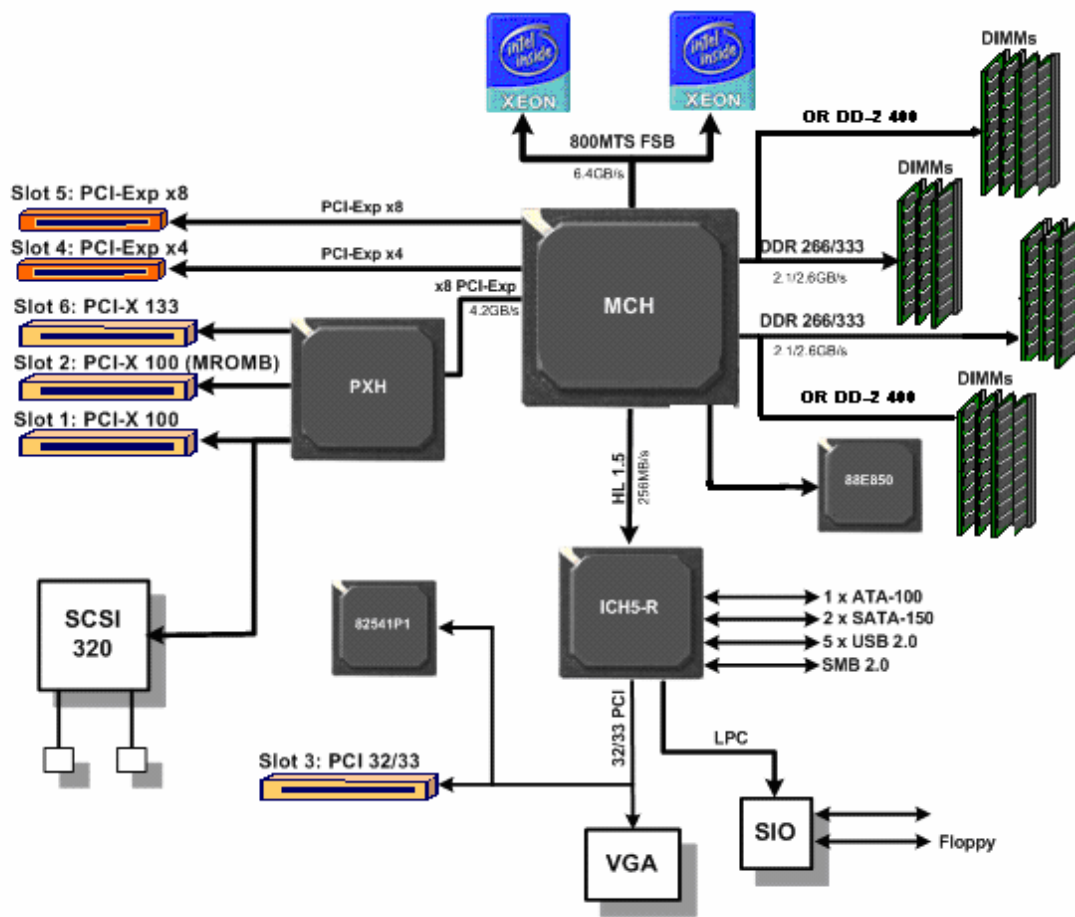 intel
inside
XEON
intel
inside
XEON
DIMMs
OR DD-2 400
800MTS FSB
6.4GB/s
DIMMs
Slot 5: PCI-Exp x8
PCI-Exp x8
Slot 4: PCI-Exp x4
PCI-Exp x4
DDR 266/333
2.1/2.6GB/s
x8 PCI-Exp
4.2GB/s
MCH
Slot 6: PCI-X 133
DDR 266/333
2.1/2.6GB/s
Slot 2: PCI-X 100 (MROMB)
PXH
DIMMs
OR DD-2 400
Slot 1: PCI-X 100
HL 1.5
256MB/s
88E850
ICH5-R
1 x ATA-100
2 x SATA-150
5 x USB 2.0
SMB 2.0
SCSI
320
82541P1
32/33 PCI
LPC
Slot 3: PCI 32/33
SIO
Floppy
VGA